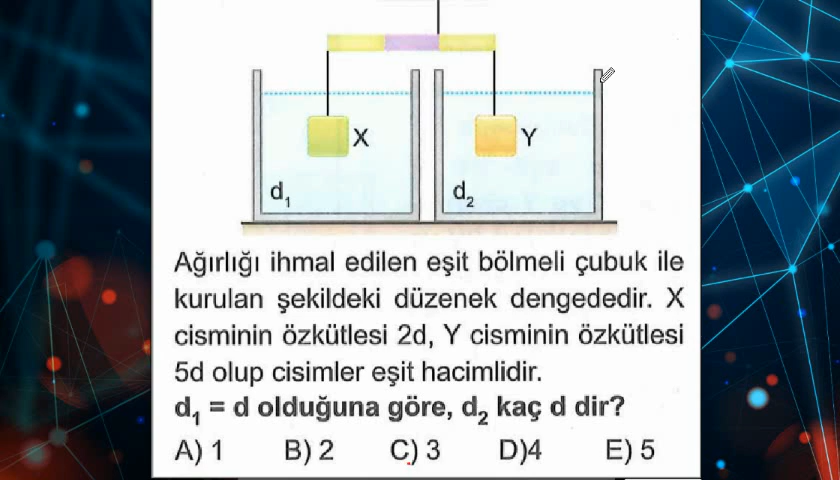 X
Y
d₁
d₂
Ağırlığı ihmal edilen eşit bölmeli çubuk ile
kurulan şekildeki düzenek dengededir. X
cisminin özkütlesi 2d, Y cisminin özkütlesi
5d olup cisimler eşit hacimlidir.
d₁ = d olduğuna göre, d₂ kaç d dir?
A) 1 B) 2 C) 3 D)4 E) 5